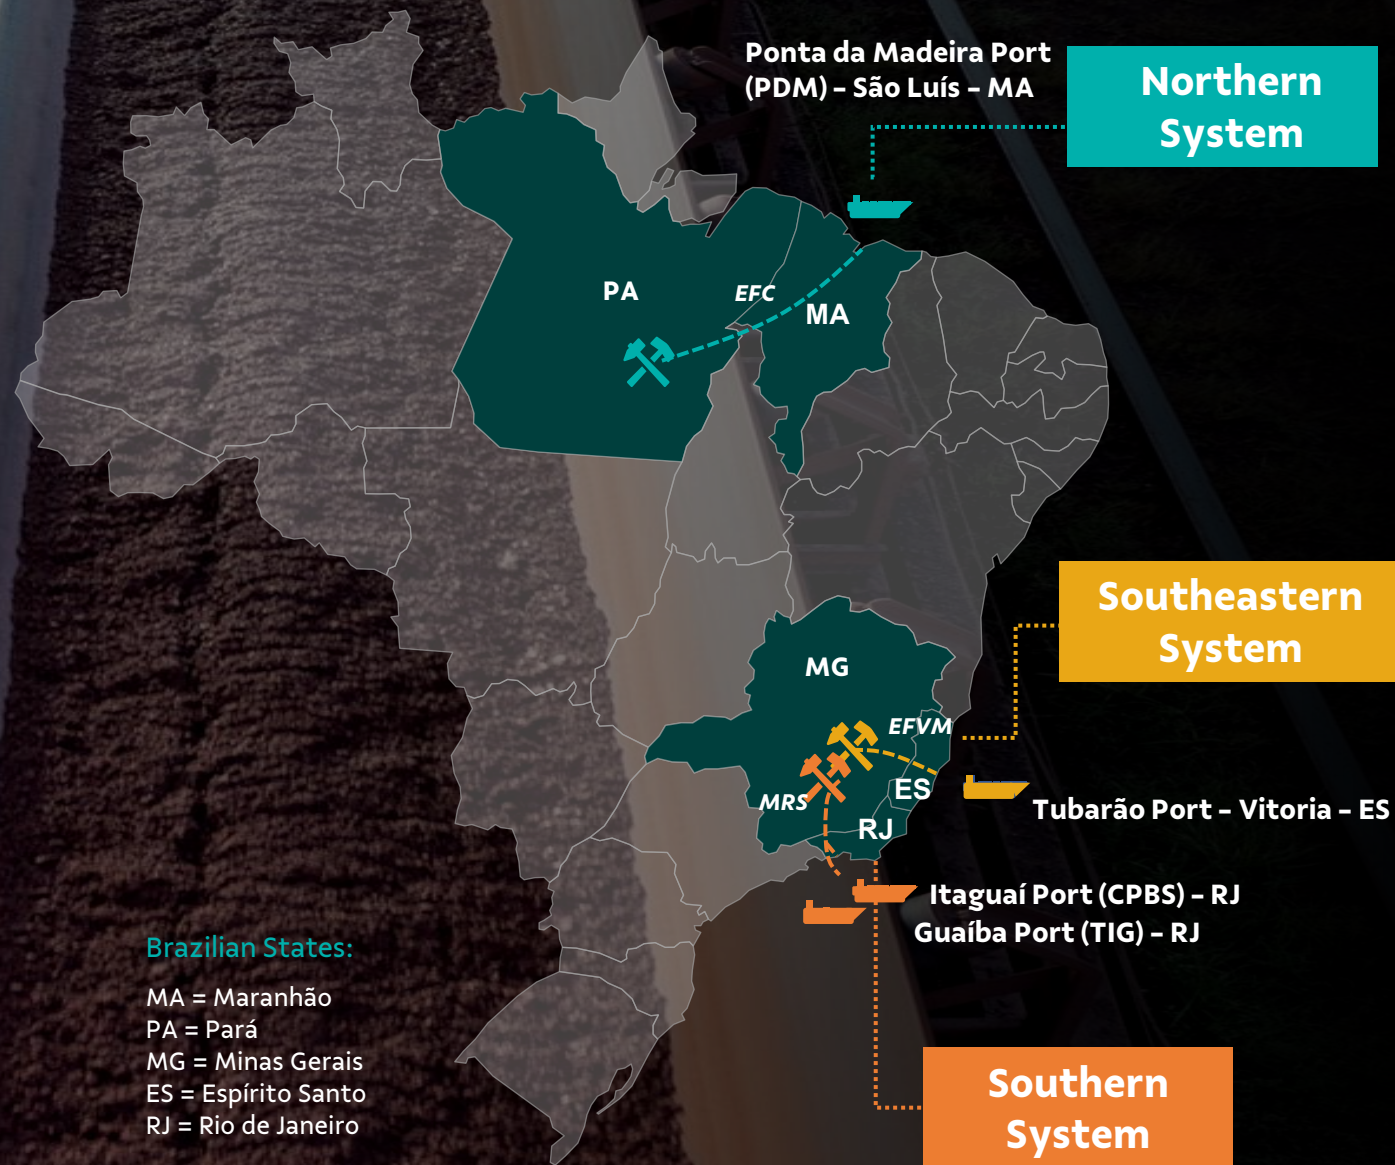 Ponta da Madeira Port
(PDM) – São Luís – MA
Northern
System
PA
EFC
MA
Southeastern
System
MG
EFVM
MRS
ES
RJ
Tubarão Port – Vitoria – ES
Itaguaí Port (CPBS) – RJ
Guaíba Port (TIG) – RJ
Brazilian States:
MA = Maranhão
PA = Pará
MG = Minas Gerais
ES = Espírito Santo
RJ = Rio de Janeiro
Southern
System